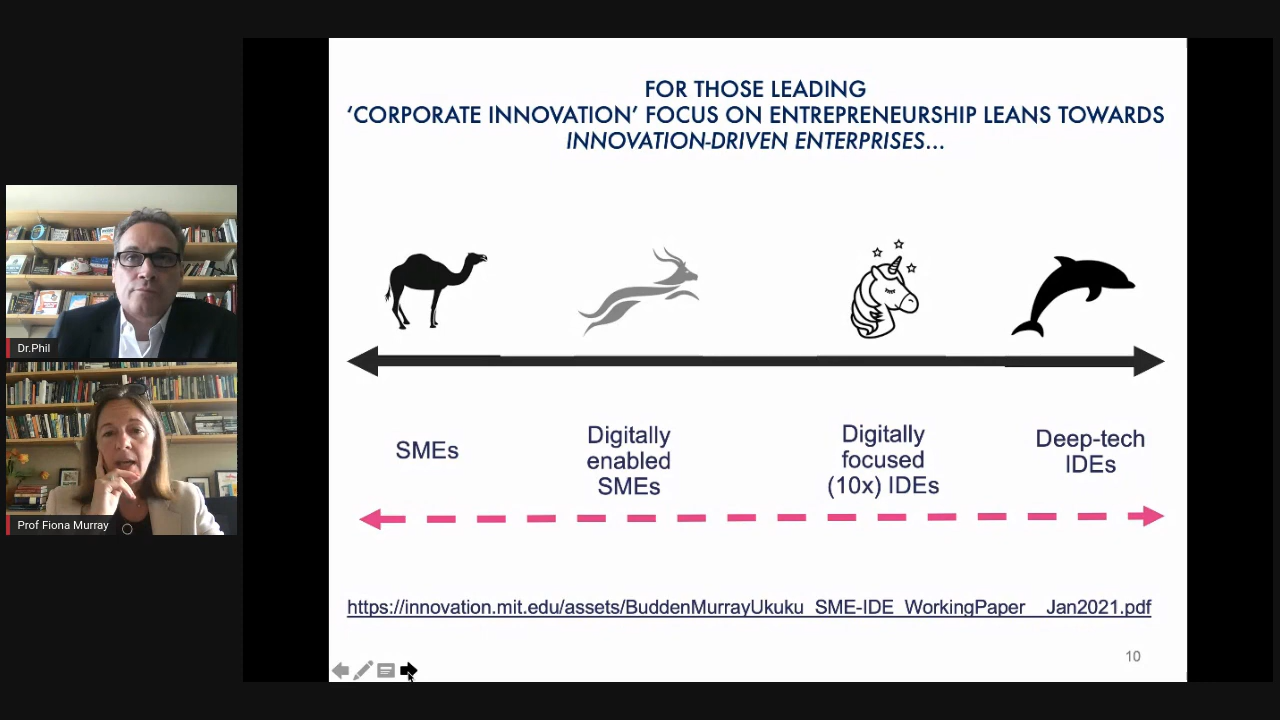 FOR THOSE LEADING
‘CORPORATE INNOVATION’ FOCUS ON ENTREPRENEURSHIP LEANS TOWARDS
INNOVATION-DRIVEN ENTERPRISES...
SMEs
Digitally
enabled
SMEs
Digitally
focused
(10x) IDEs
Deep-tech
IDEs
https://innovation.mit.edu/assets/BuddenMurrayUkuku_SME-IDE_WorkingPaper__Jan2021.pdf
10
Dr.Phil
Prof Fiona Murray